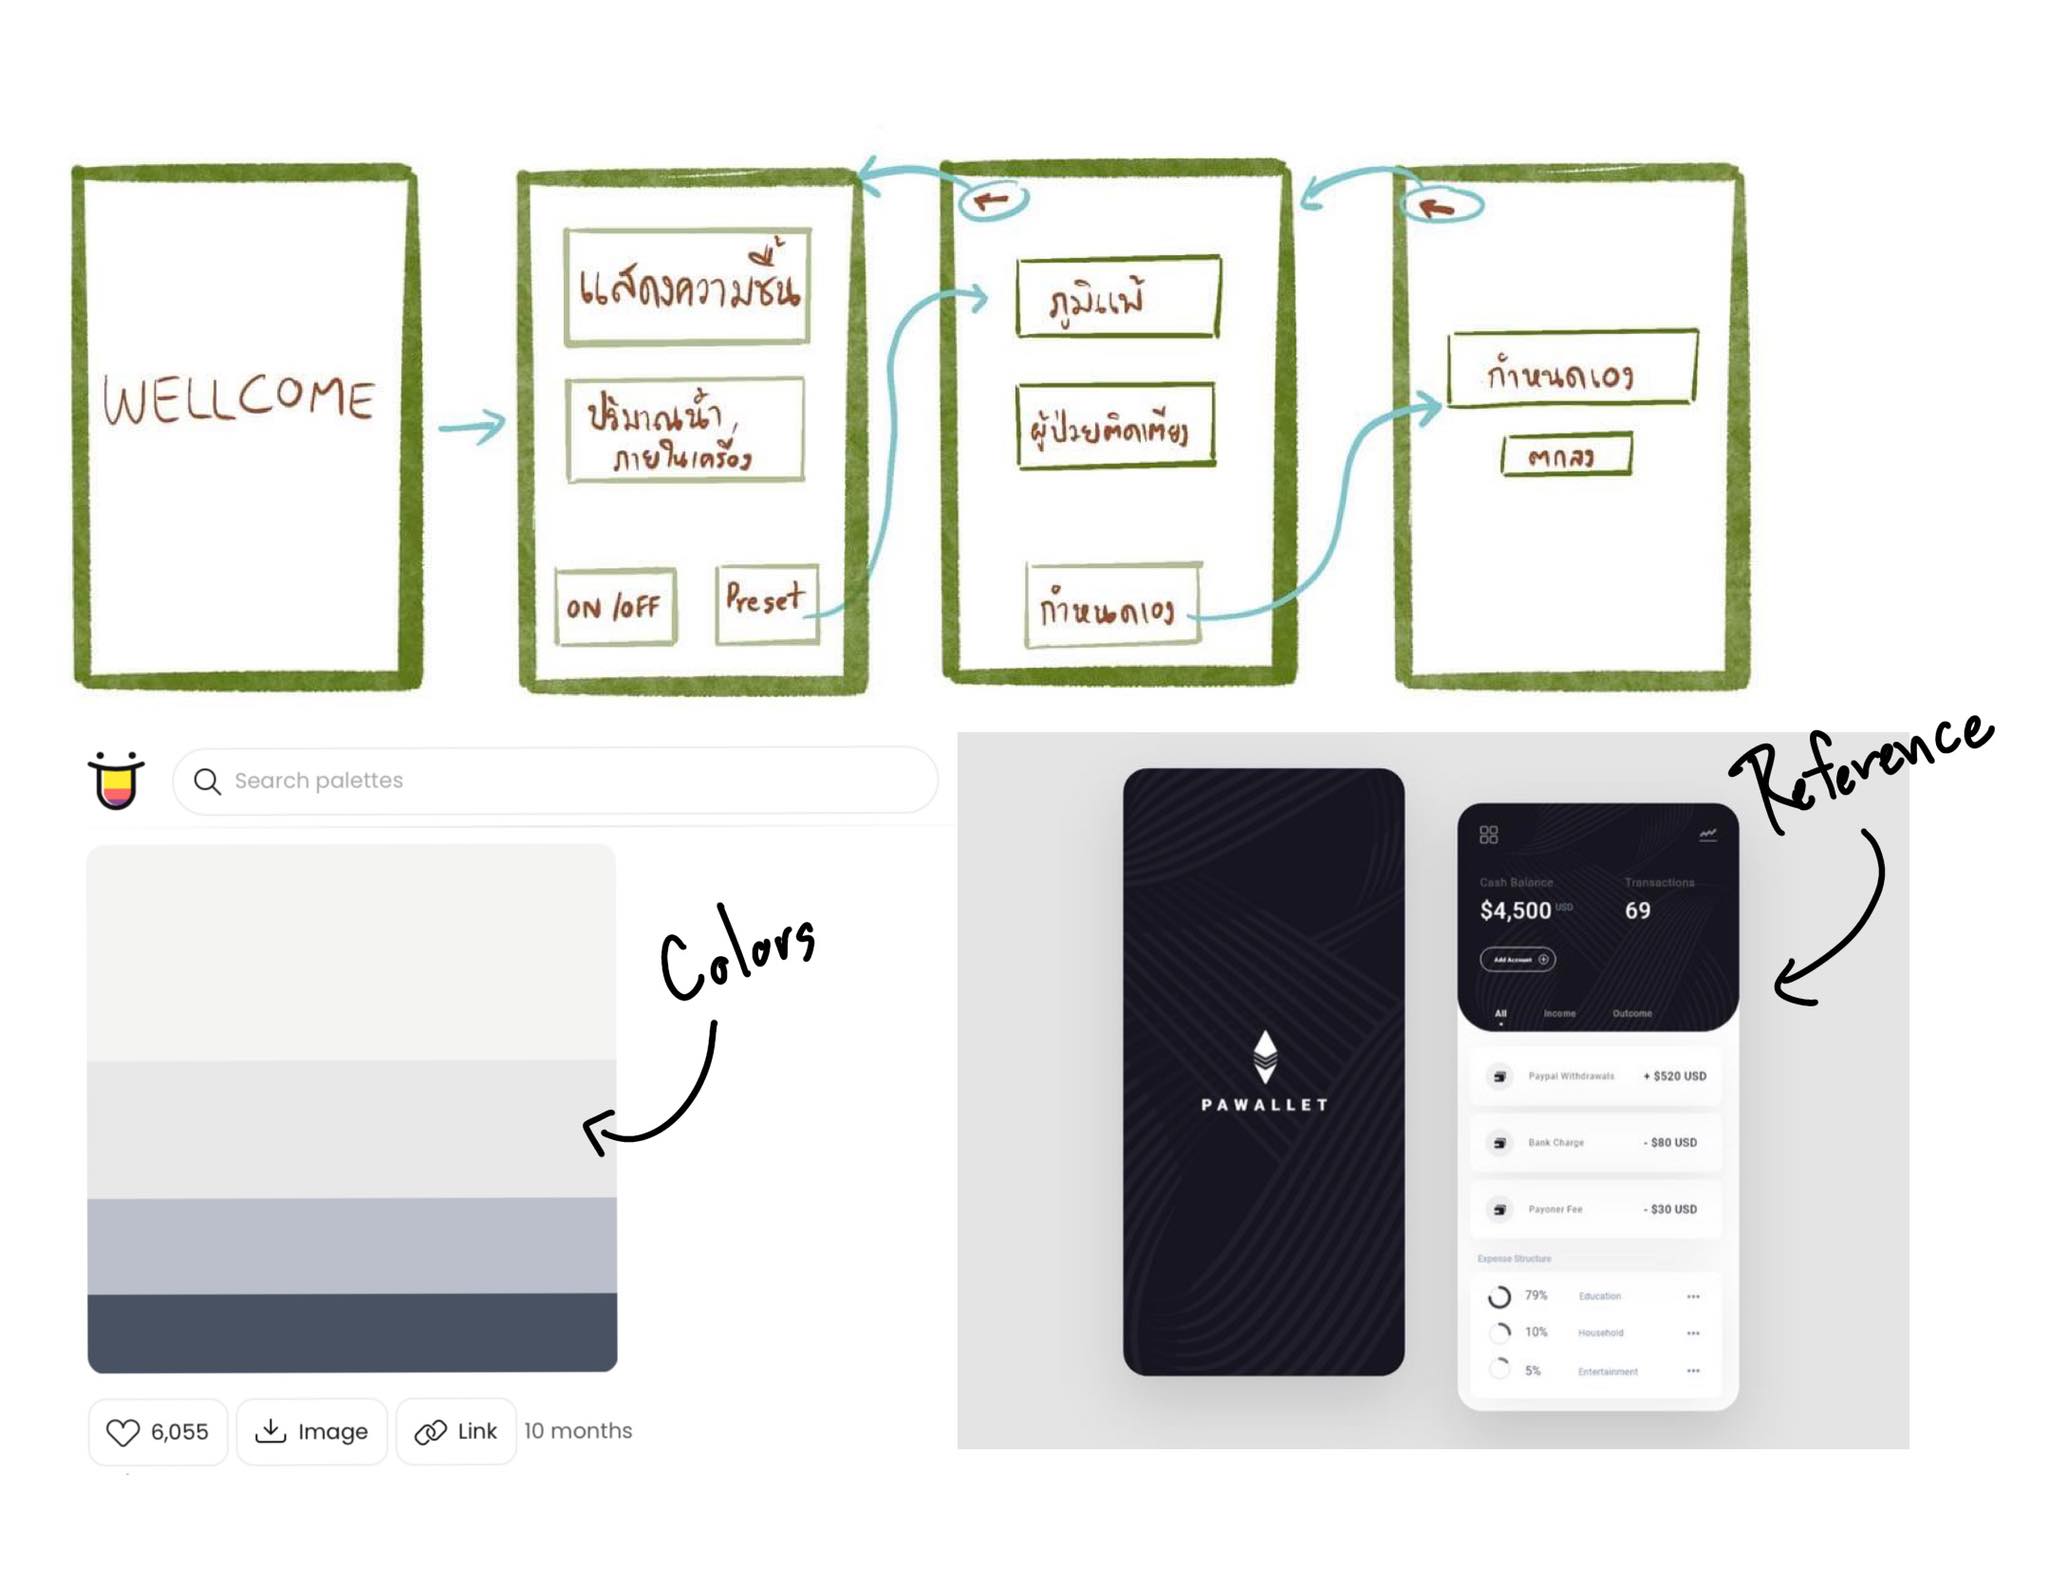 WELLCOME
แสดงความชื้น
ปริมาณน้ำ
ภายในเครื่อง
ON/OFF
Preset
ภูมิแพ้
ผู้ป่วยติดเตียง
กำหนดเอง
กำหนดเอง
ตกลง
Search palettes
Colors
6,055
Image
Link
10 months
Reference
PAWALLET
Cash Balance
Transactions
$4,500 USD
69
Add Account
All
Income
Outcome
Paypal Withdrawals
+ $520 USD
Bank Charge
- $80 USD
Payoner Fee
- $30 USD
Expense Structure
79%
Education
10%
Household
5%
Entertainment